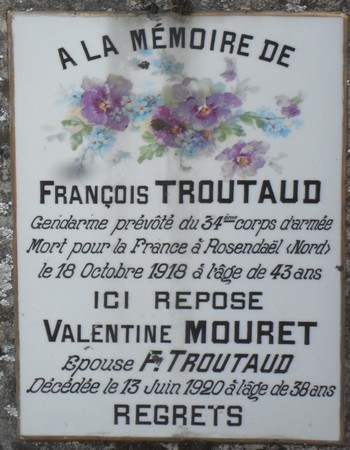 A LA MÉMOIRE DE
FRANÇOIS TROUTAUD
Gendarme prévôté du 34ème corps d'armée
Mort pour la France à Rosendaël (Nord)
le 18 Octobre 1918 à l'âge de 43 ans
ICI REPOSE
VALENTINE MOURET
Epouse F. TROUTAUD
Décédée le 13 Juin 1920 à l'âge de 38 ans
REGRETS